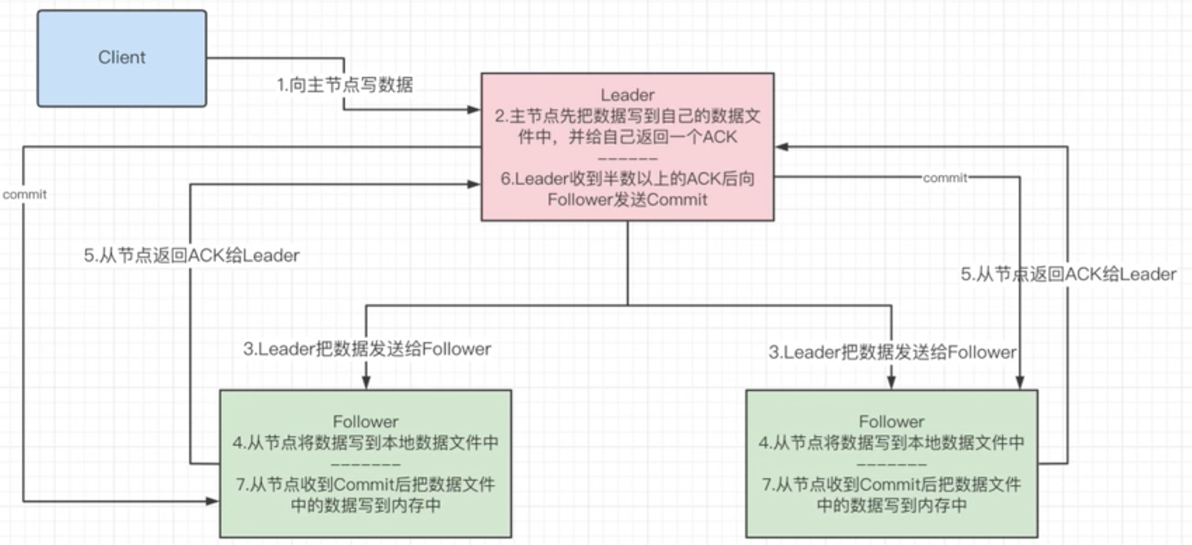 Client
1.向主节点写数据
Leader
2.主节点先把数据写到自己的数据文
件中，并给自己返回一个ACK
------
6.Leader收到半数以上的ACK后向
Follower发送Commit
commit
commit
5.从节点返回ACK给Leader
5.从节点返回ACK给Leader
3.Leader把数据发送给Follower
3.Leader把数据发送给Follower
Follower
4.从节点将数据写到本地数据文件中
-------
7.从节点收到Commit后把数据文件
中的数据写到内存中
Follower
4.从节点将数据写到本地数据文件中
-------
7.从节点收到Commit后把数据文件
中的数据写到内存中